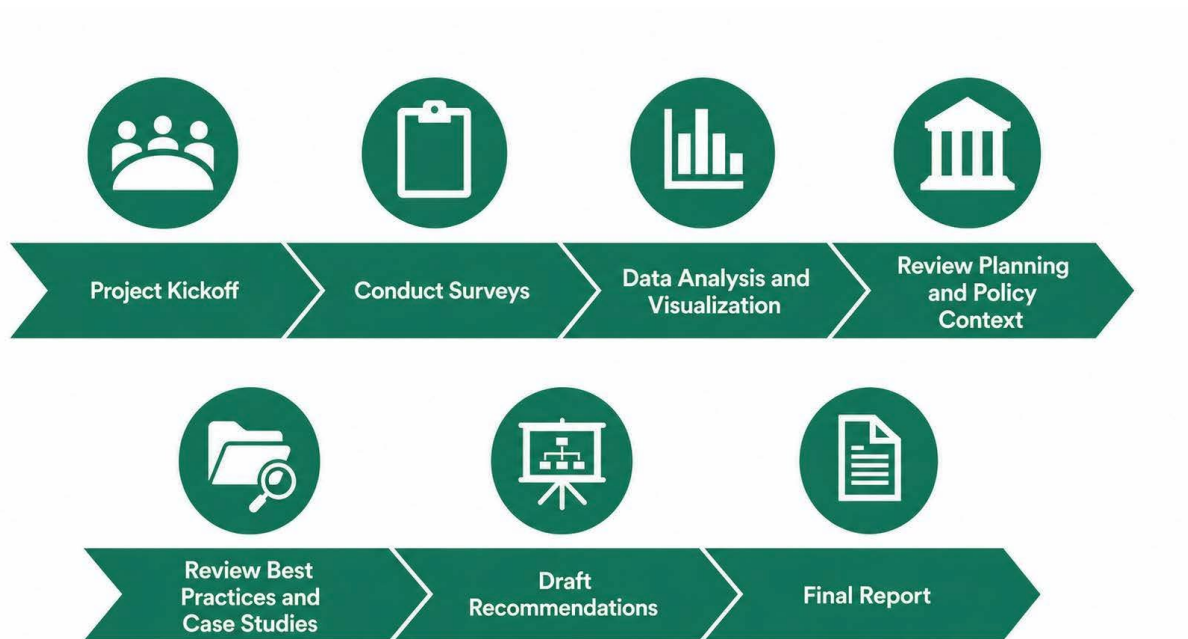 Project Kickoff
Conduct Surveys
Data Analysis and
Visualization
Review Planning
and Policy
Context
Review Best
Practices and
Case Studies
Draft
Recommendations
Final Report